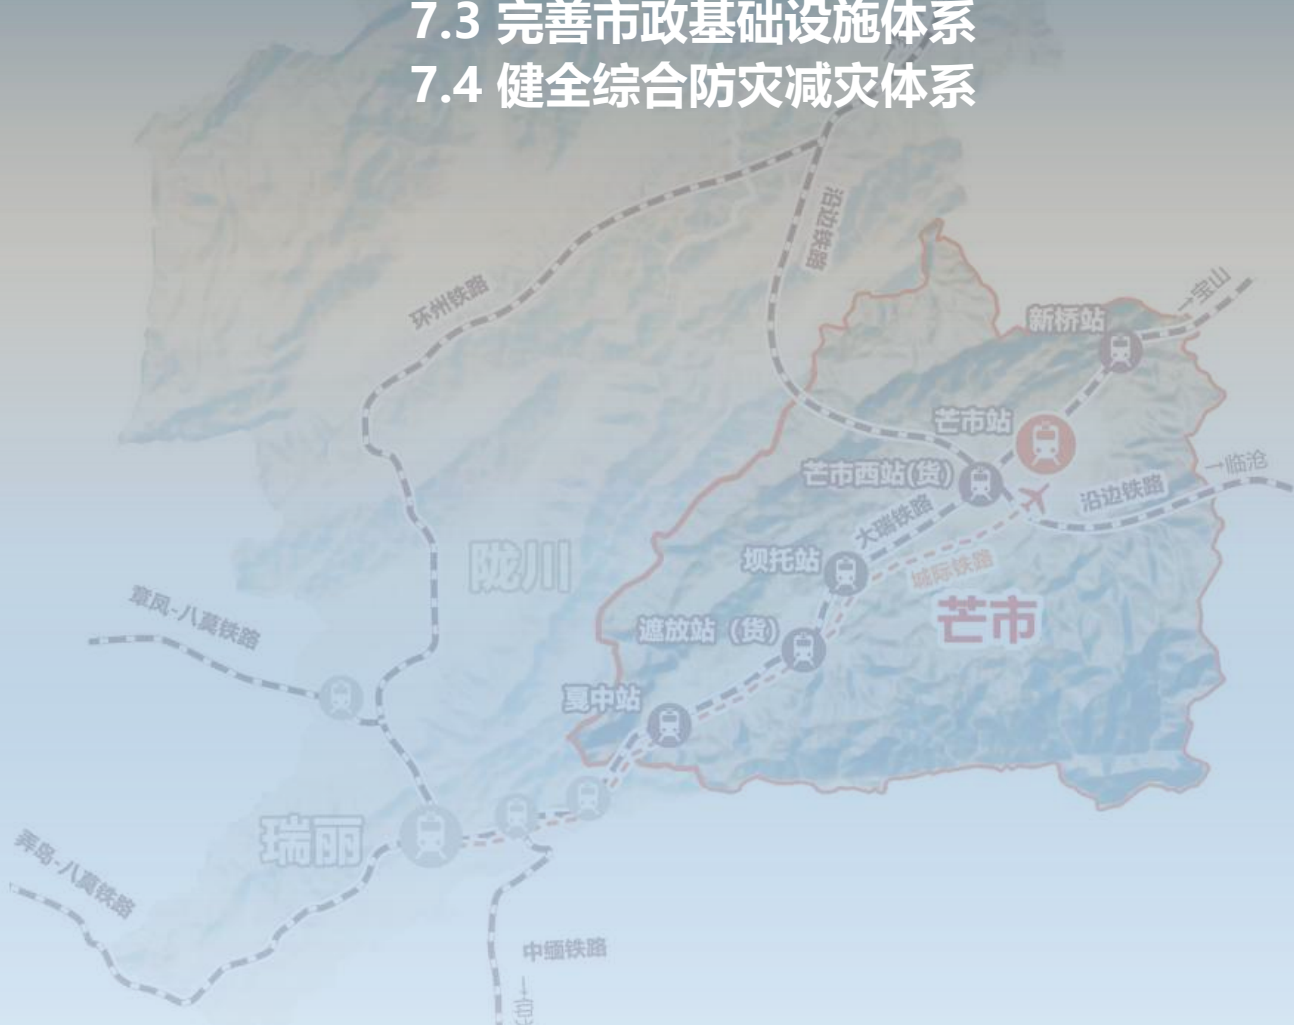 7.3 完善市政基础设施体系
7.4 健全综合防灾减灾体系
沿边铁路
环州铁路
→宝山
新桥站
芒市站
芒市西站(货)
→临沧
沿边铁路
大瑞铁路
坝托站
城际铁路
陇川
芒市
遮放站（货）
章凤-八莫铁路
戛中站
瑞丽
弄岛-八莫铁路
中缅铁路